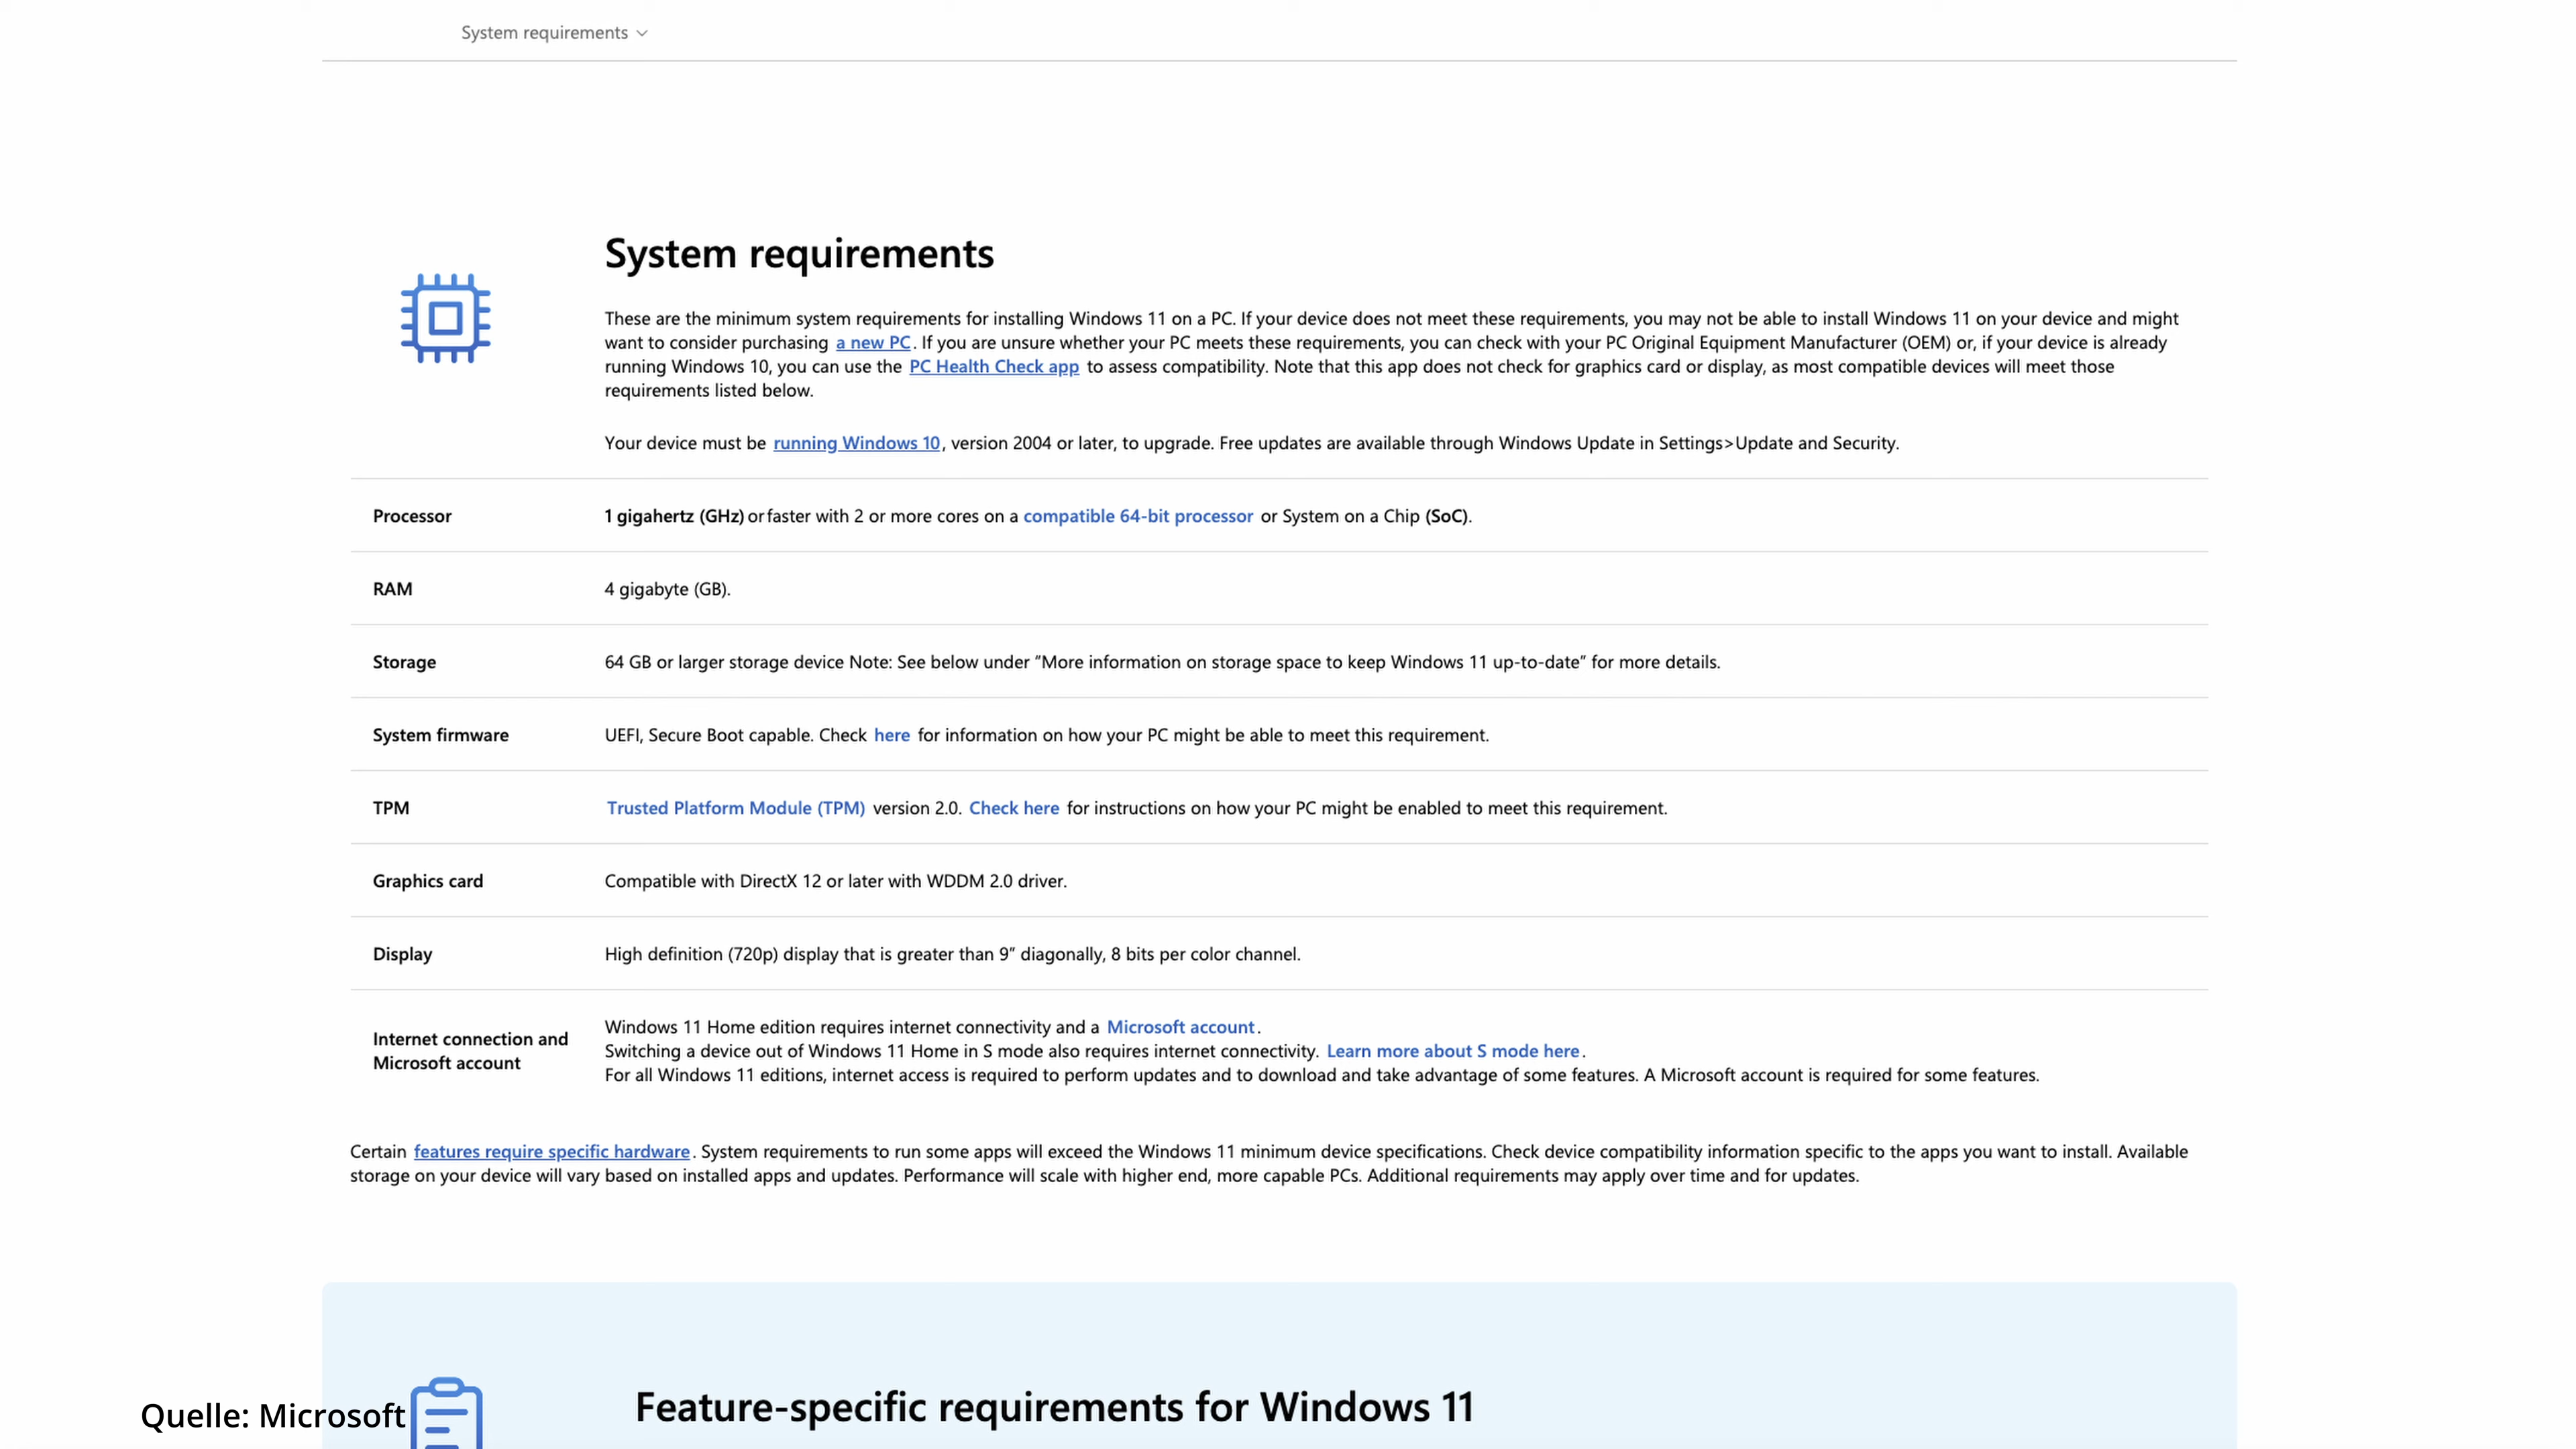 System requirements
System requirements
These are the minimum system requirements for installing Windows 11 on a PC. If your device does not meet these requirements, you may not be able to install Windows 11 on your device and might
want to consider purchasing a new PC. If you are unsure whether your PC meets these requirements, you can check with your PC Original Equipment Manufacturer (OEM) or, if your device is already
running Windows 10, you can use the PC Health Check app to assess compatibility. Note that this app does not check for graphics card or display, as most compatible devices will meet those
requirements listed below.
Your device must be running Windows 10, version 2004 or later, to upgrade. Free updates are available through Windows Update in Settings>Update and Security.
Processor 1 gigahertz (GHz) or faster with 2 or more cores on a compatible 64-bit processor or System on a Chip (SoC).
RAM 4 gigabyte (GB).
Storage 64 GB or larger storage device Note: See below under “More information on storage space to keep Windows 11 up-to-date” for more details.
System firmware UEFI, Secure Boot capable. Check here for information on how your PC might be able to meet this requirement.
TPM Trusted Platform Module (TPM) version 2.0. Check here for instructions on how your PC might be enabled to meet this requirement.
Graphics card Compatible with DirectX 12 or later with WDDM 2.0 driver.
Display High definition (720p) display that is greater than 9” diagonally, 8 bits per color channel.
Internet connection and
Microsoft account
Windows 11 Home edition requires internet connectivity and a Microsoft account.
Switching a device out of Windows 11 Home in S mode also requires internet connectivity. Learn more about S mode here.
For all Windows 11 editions, internet access is required to perform updates and to download and take advantage of some features. A Microsoft account is required for some features.
Certain features require specific hardware. System requirements to run some apps will exceed the Windows 11 minimum device specifications. Check device compatibility information specific to the apps you want to install. Available
storage on your device will vary based on installed apps and updates. Performance will scale with higher end, more capable PCs. Additional requirements may apply over time and for updates.
Feature-specific requirements for Windows 11
Quelle: Microsoft